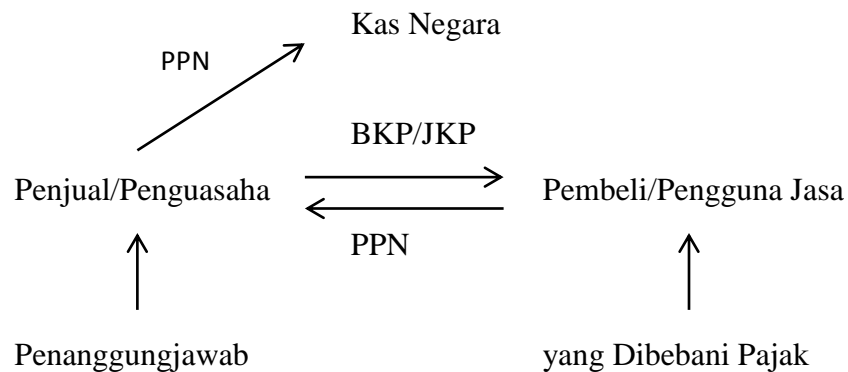 Kas Negara
PPN
BKP/JKP
Penjual/Penguasaha
Pembeli/Pengguna Jasa
PPN
Penanggungjawab
yang Dibebani Pajak